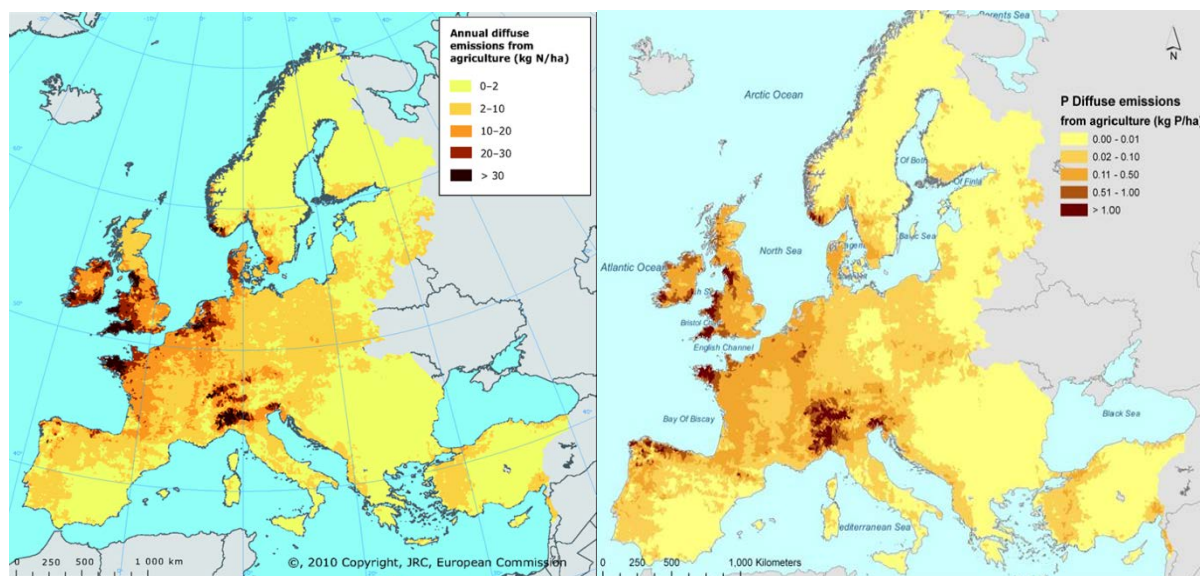 Annual diffuse
emissions from
agriculture (kg N/ha)
0–2
2–10
10–20
20–30
> 30
0 250 500 1 000 km
©, 2010 Copyright, JRC, European Commission
Barents Sea
N
Arctic Ocean
P Diffuse emissions
from agriculture (kg P/ha)
0.00 - 0.01
0.02 - 0.10
0.11 - 0.50
0.51 - 1.00
> 1.00
Of Both
Of Finla
North Sea
Baltic Sea
Atlantic Ocea
Bristol
English Channel
Bay Of Biscay
Black Sea
editerranean Sea
0 250 500 1,000 Kilometers